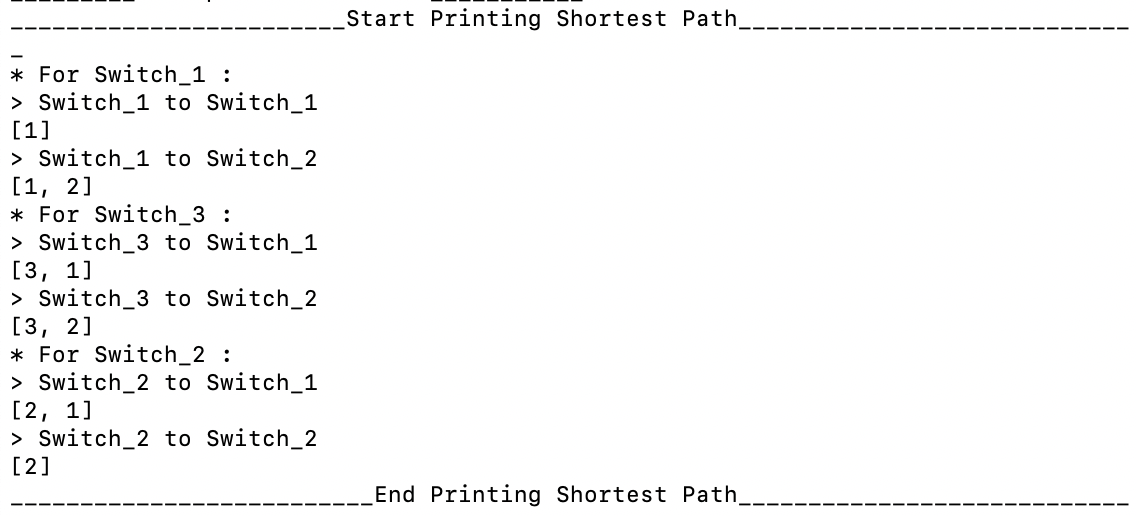 ________________________Start Printing Shortest Path____________________________
_
* For Switch_1 :
> Switch_1 to Switch_1
[1]
> Switch_1 to Switch_2
[1, 2]
* For Switch_3 :
> Switch_3 to Switch_1
[3, 1]
> Switch_3 to Switch_2
[3, 2]
* For Switch_2 :
> Switch_2 to Switch_1
[2, 1]
> Switch_2 to Switch_2
[2]
__________________________End Printing Shortest Path____________________________